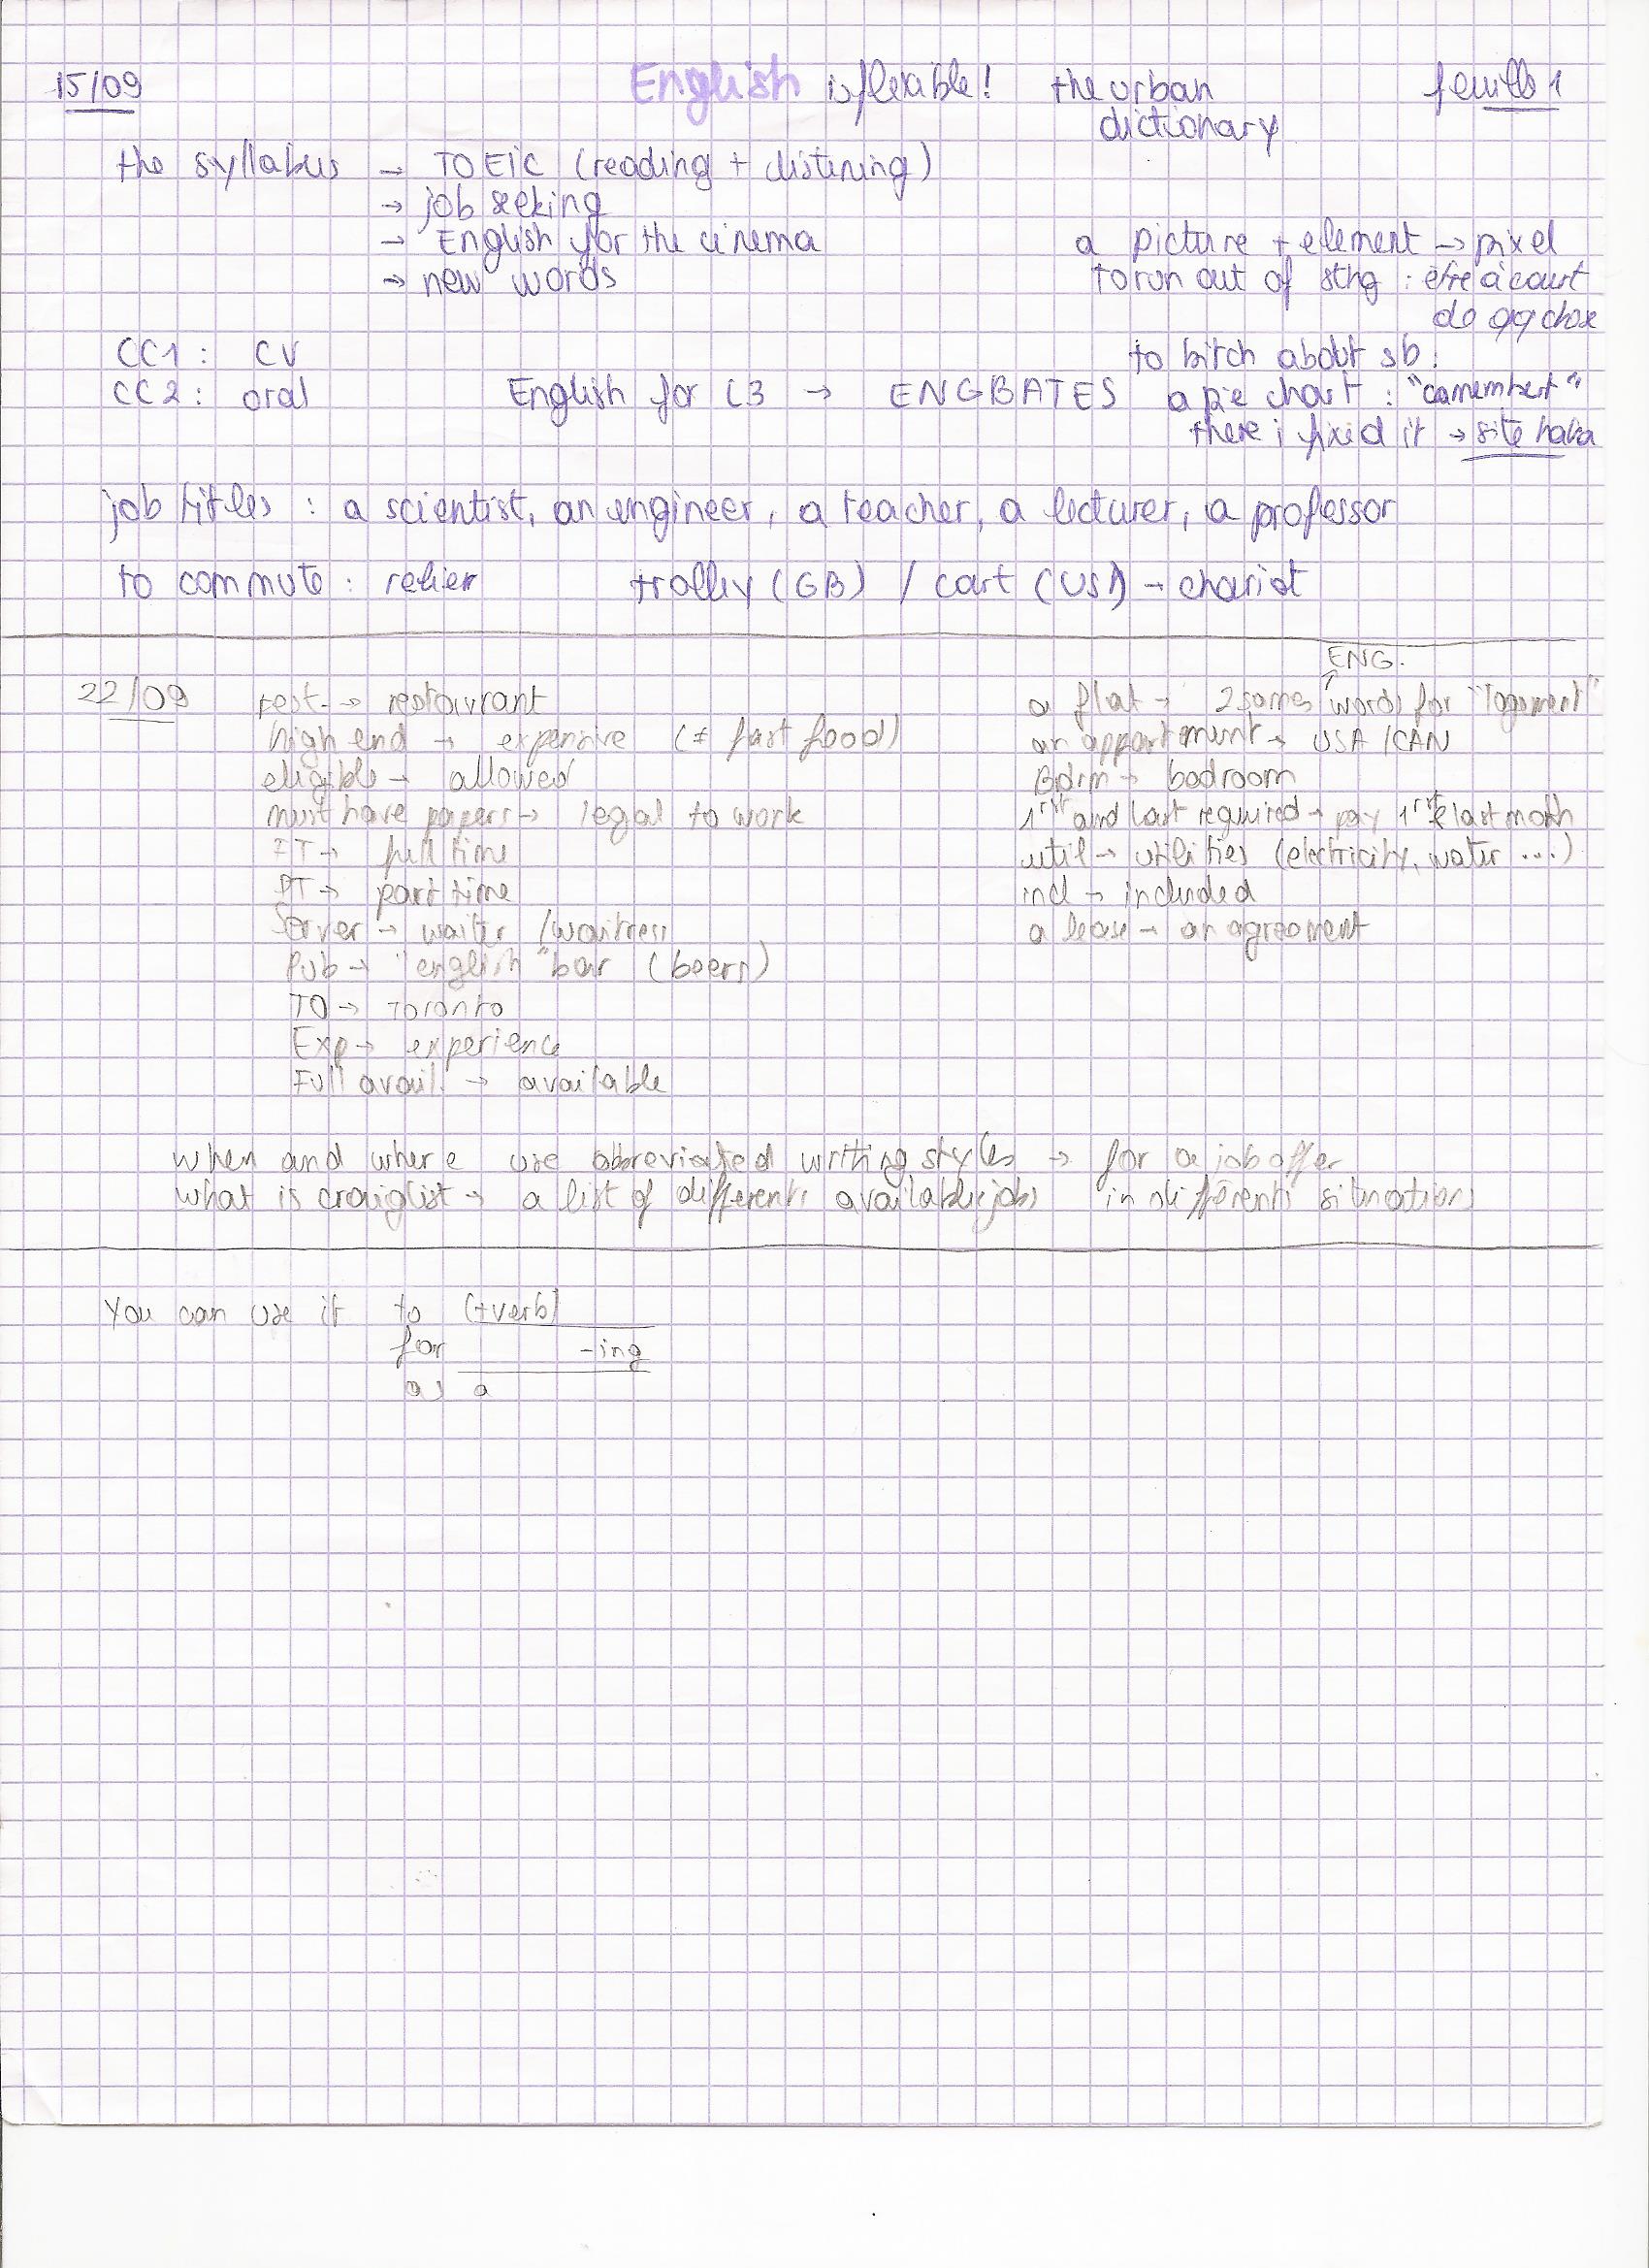 15/09 English is flexible! the urban feuille 1
dictionary
the syllabus → TOEIC (reading + listening)
→ job seeking
→ English for the cinema a picture + element → pixel
→ new words to run out of sthg : être à court
de qq chose
CC1 : CV to bitch about sb :
CC2 : oral English for L3 → ENGBATES a pie chart : "camembert"
there i fixed it → site haha
job titles : a scientist, an engineer, a teacher, a lecturer, a professor
to commute : relier trolley (GB) / cart (USA) → chariot
ENG.
22/09 rest. → restaurant a flat → 2 sames words for "logement"
high end → expensive (≠ fast food) an appartement → USA / CAN
eligible → allowed Bdrm → bedroom
must have papers → legal to work 1rst and last required → pay 1rst & last month
FT → full time util → utilities (electricity, water ...)
PT → part time incl → included
Server → waiter / waitress a lease → an agreement
Pub → "english" bar (beers)
TO → Toronto
Exp → experience
Full avail. → available
when and where use abbreviated writing styles → for a job offer
what is craiglist → a list of differents available jobs in differents situations
You can use it to (+verb)
for -ing
as a